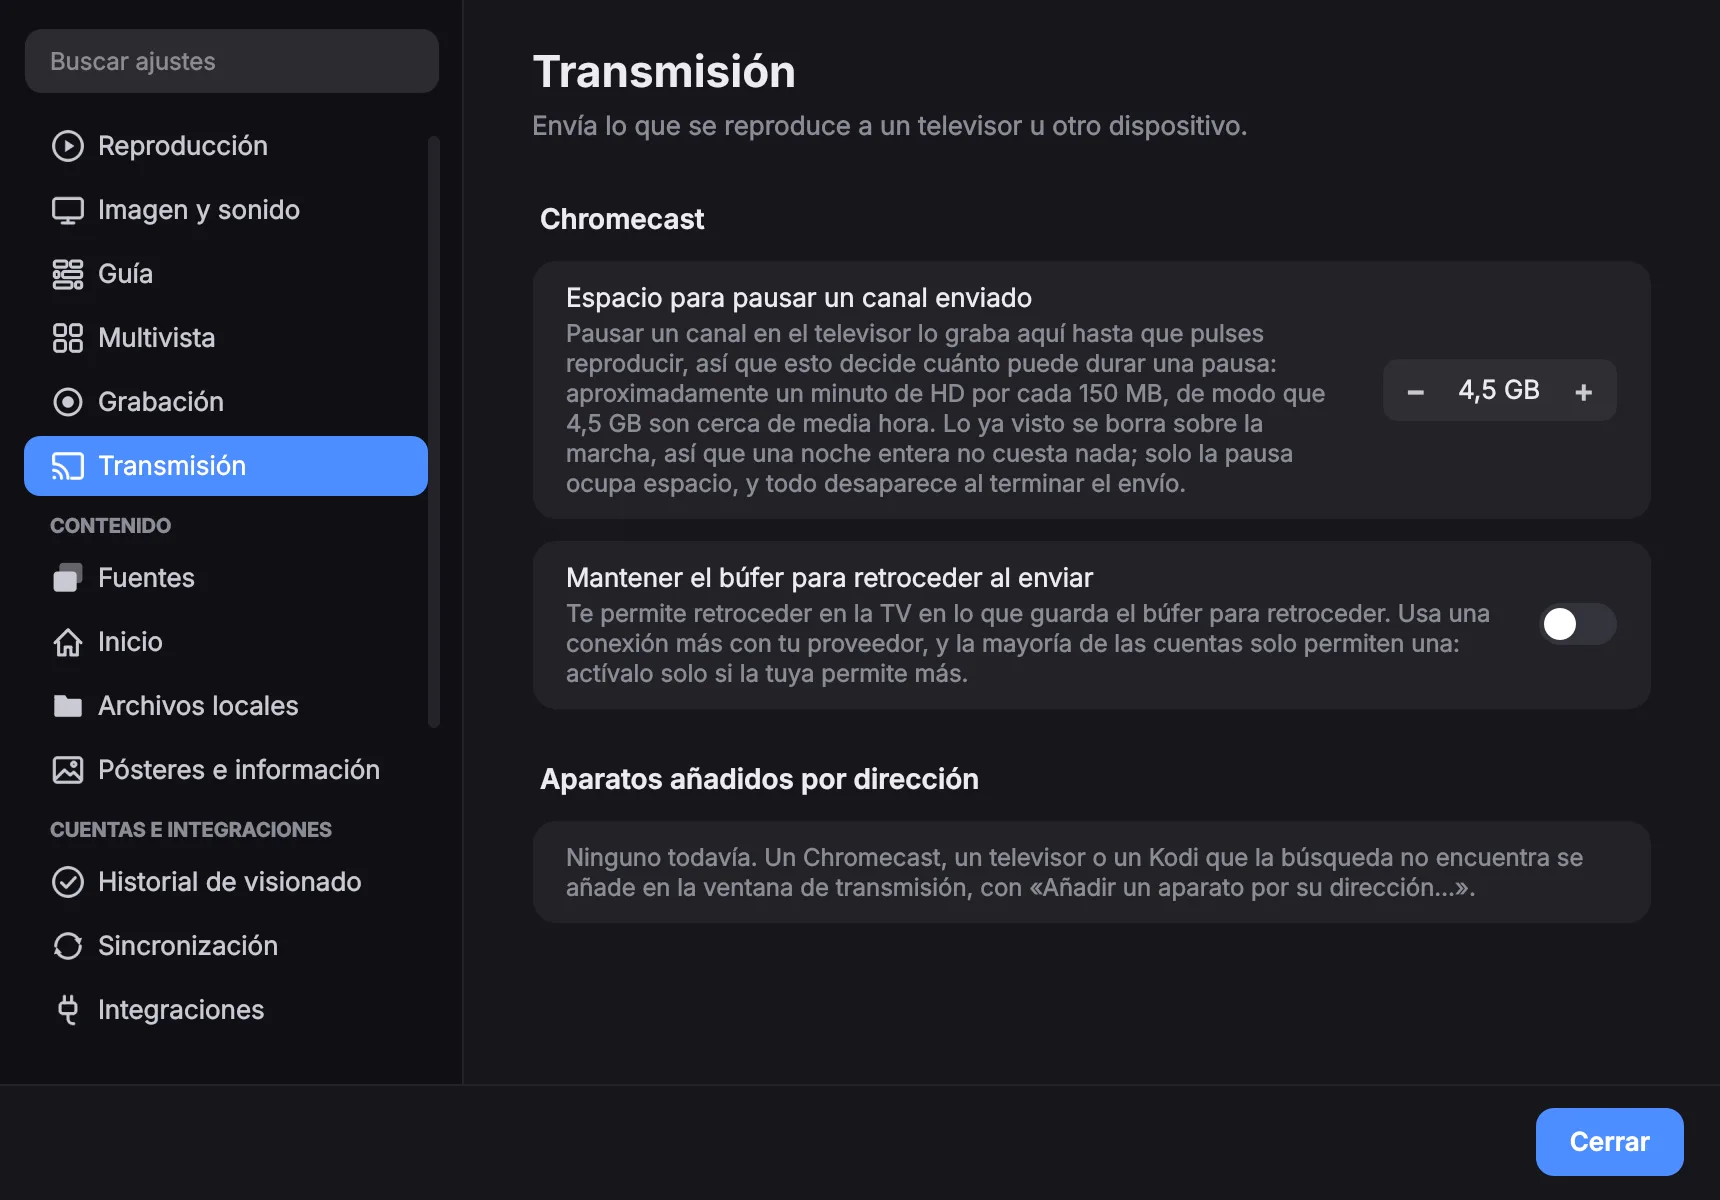 Buscar ajustes
Reproducción
Imagen y sonido
Guía
Multivista
Grabación
Transmisión
CONTENIDO
Fuentes
Inicio
Archivos locales
Pósteres e información
CUENTAS E INTEGRACIONES
Historial de visionado
Sincronización
Integraciones
Transmisión
Envía lo que se reproduce a un televisor u otro dispositivo.
Chromecast
Espacio para pausar un canal enviado
Pausar un canal en el televisor lo graba aquí hasta que pulses
reproducir, así que esto decide cuánto puede durar una pausa:
aproximadamente un minuto de HD por cada 150 MB, de modo que
4,5 GB son cerca de media hora. Lo ya visto se borra sobre la
marcha, así que una noche entera no cuesta nada; solo la pausa
ocupa espacio, y todo desaparece al terminar el envío.
– 4,5 GB +
Mantener el búfer para retroceder al enviar
Te permite retroceder en la TV en lo que guarda el búfer para retroceder. Usa una
conexión más con tu proveedor, y la mayoría de las cuentas solo permiten una:
actívalo solo si la tuya permite más.
Aparatos añadidos por dirección
Ninguno todavía. Un Chromecast, un televisor o un Kodi que la búsqueda no encuentra se
añade en la ventana de transmisión, con «Añadir un aparato por su dirección...».
Cerrar